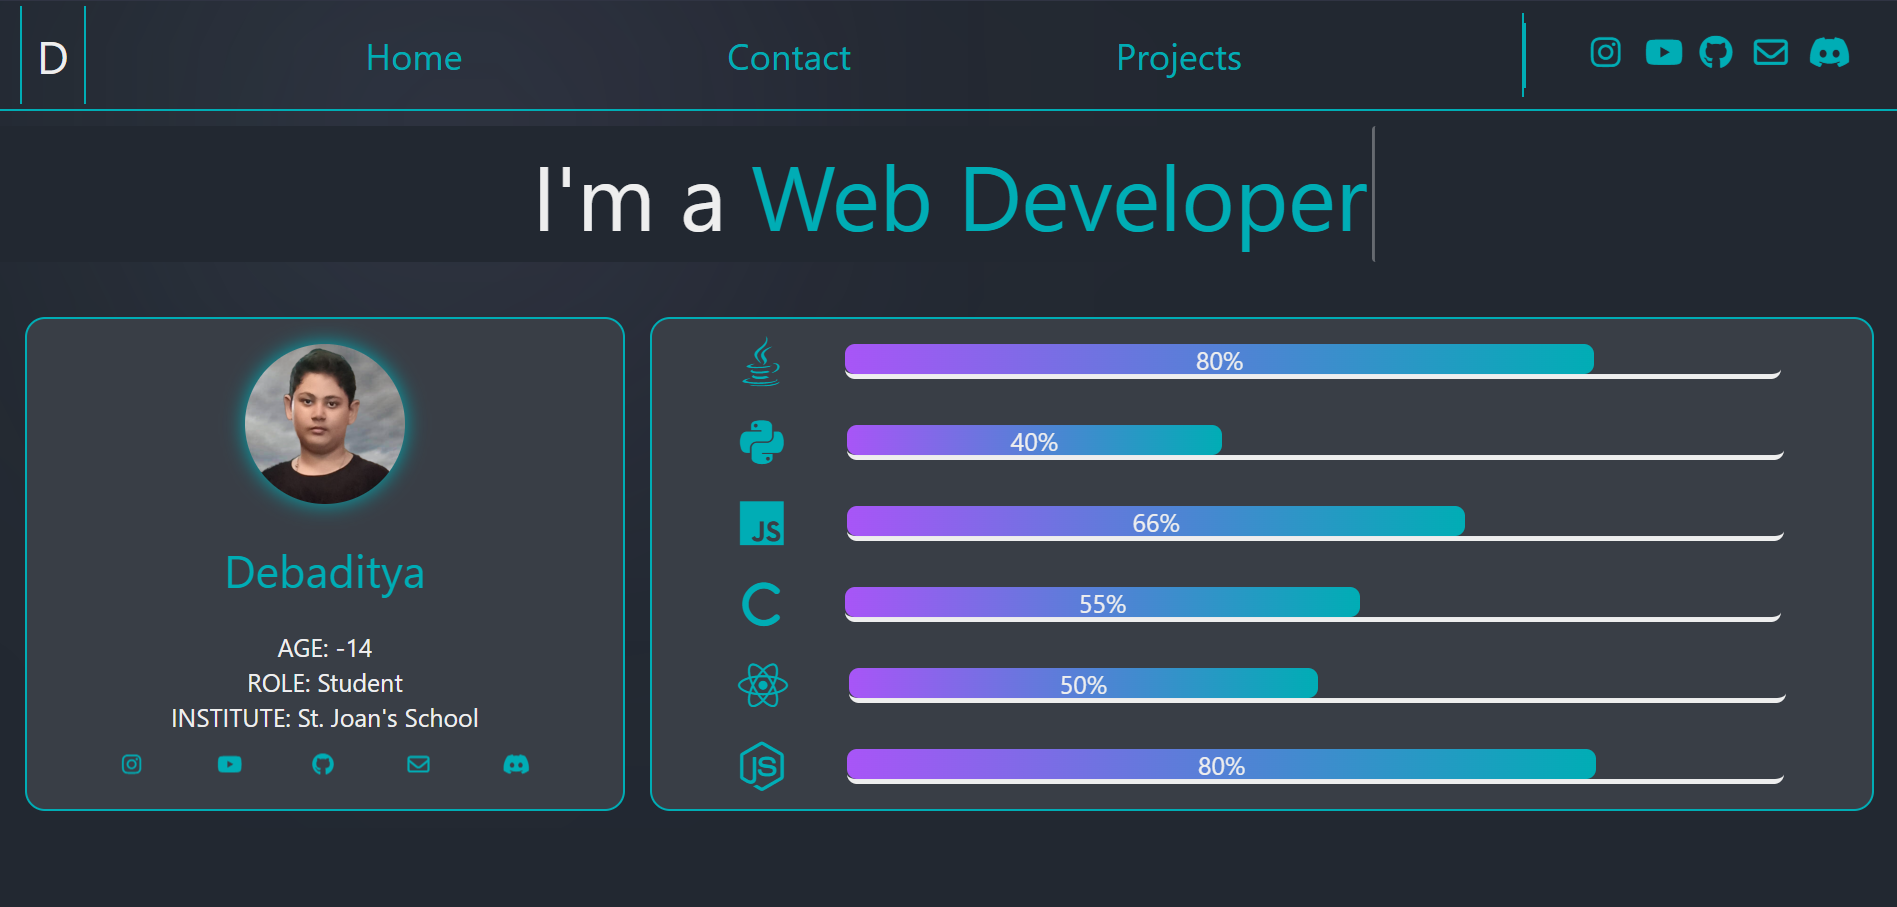 D
Home Contact Projects
I'm a Web Developer
Debaditya
AGE: -14
ROLE: Student
INSTITUTE: St. Joan's School
80%
40%
JS
66%
55%
50%
JS
80%